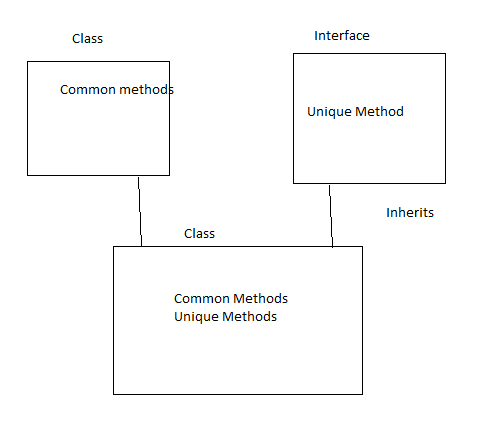 Class
Interface
Common methods
Unique Method
Inherits
Class
Common Methods
Unique Methods